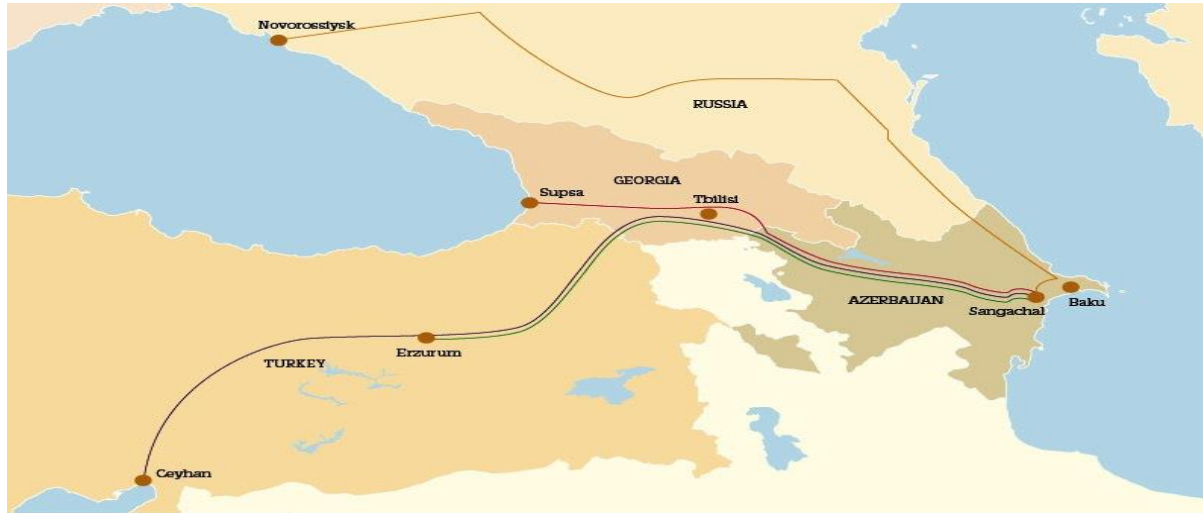 Novorossiysk
RUSSIA
GEORGIA
Supsa
Tbilisi
AZERBAIJAN
Baku
Sangachal
Erzurum
TURKEY
Ceyhan